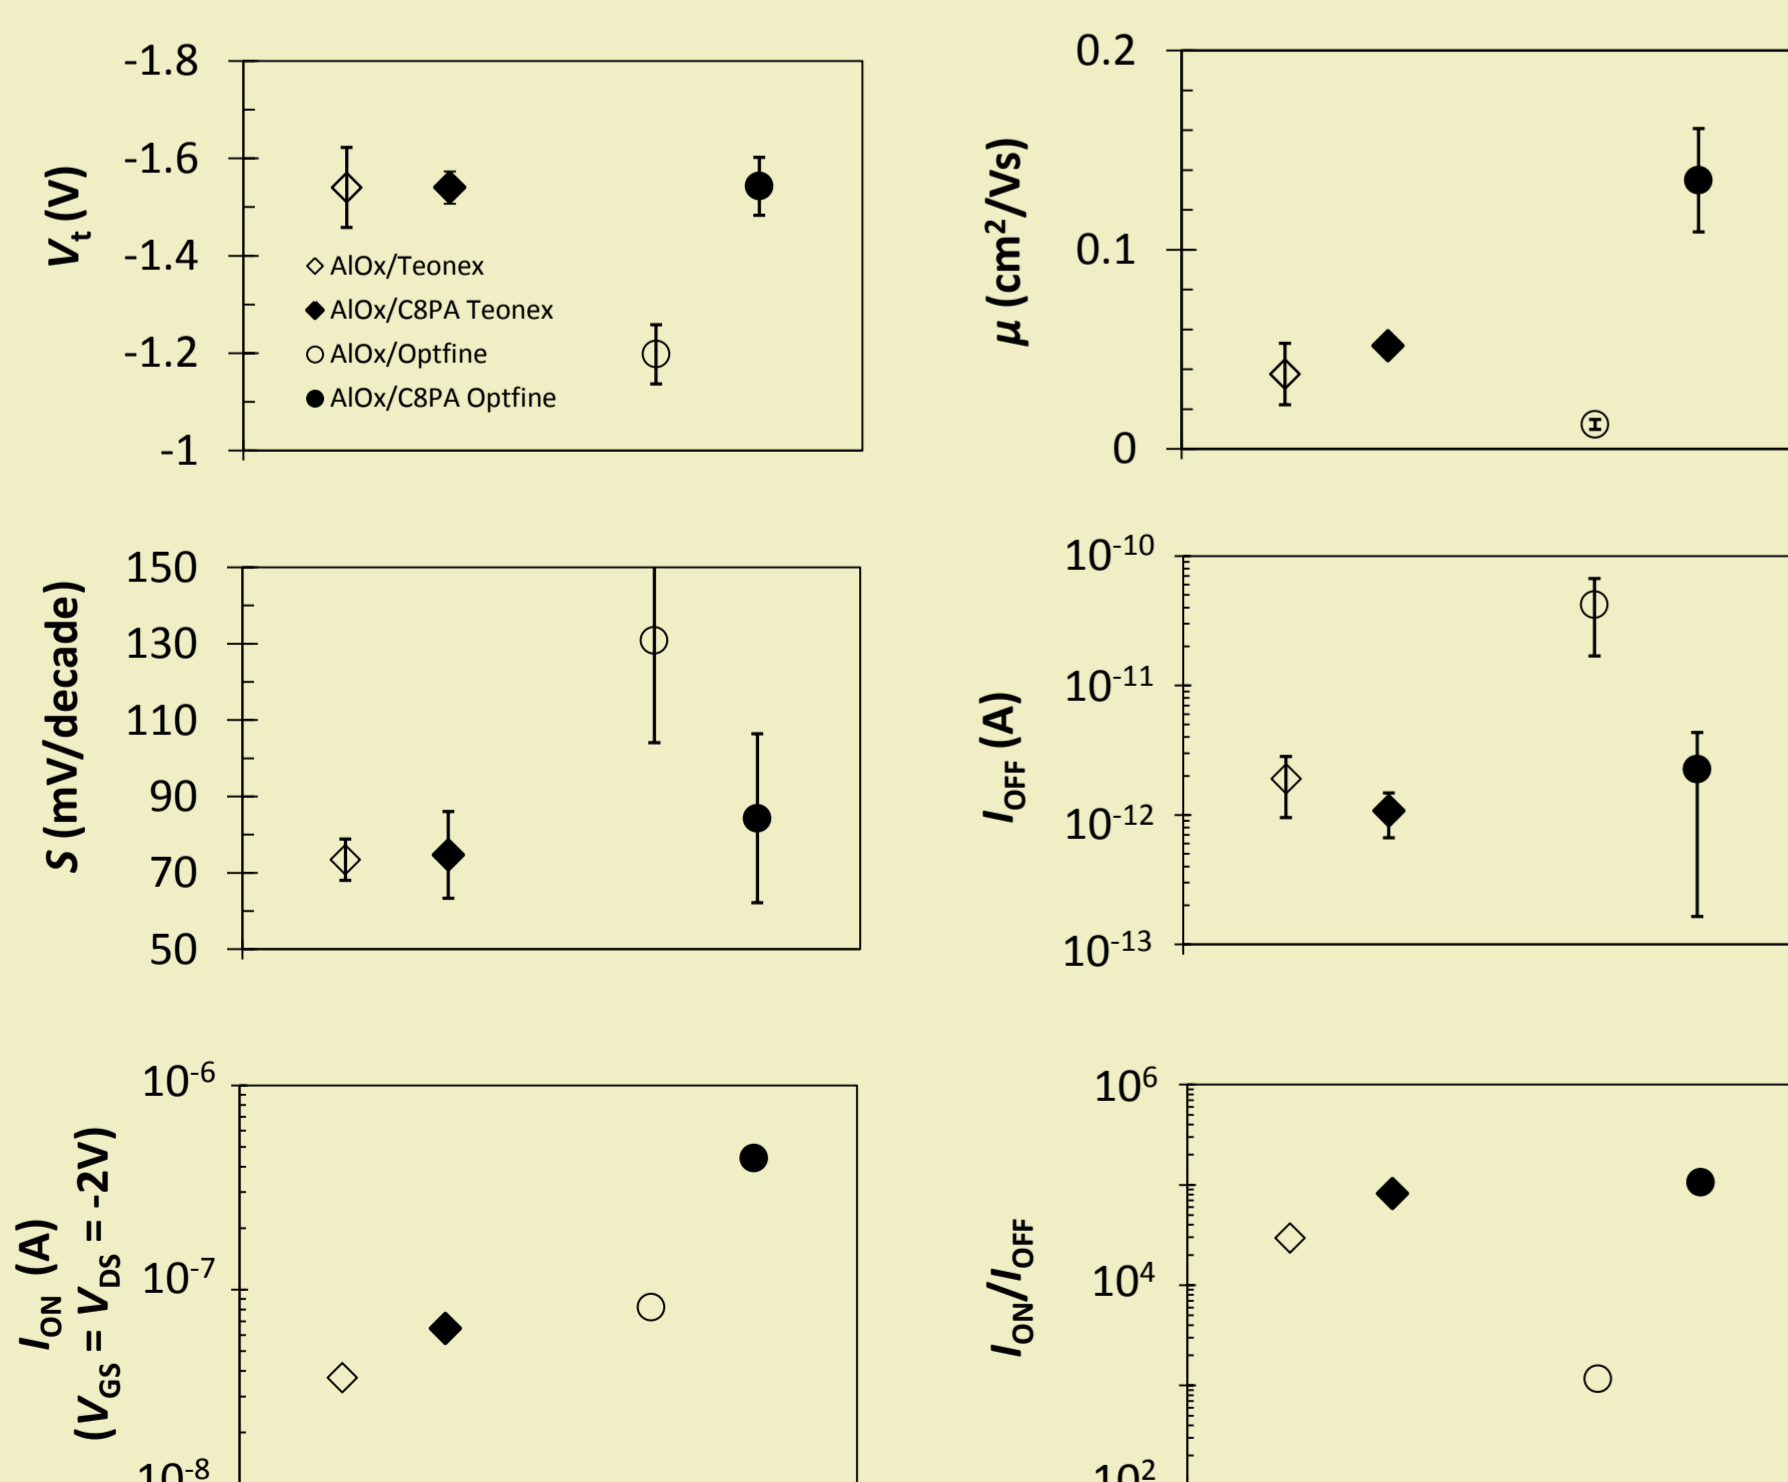 -1.8
-1.6
-1.4
-1.2
-1
Vt (V)
AlOx/Teonex
AlOx/C8PA Teonex
AlOx/Optfine
AlOx/C8PA Optfine
0.2
0.1
0
μ (cm²/Vs)
150
130
110
90
70
50
S (mV/decade)
10⁻¹⁰
10⁻¹¹
10⁻¹²
10⁻¹³
IOFF (A)
10⁻⁶
10⁻⁷
10⁻⁸
ION (A)
(VGS = VDS = -2V)
10⁶
10⁴
10²
ION/IOFF